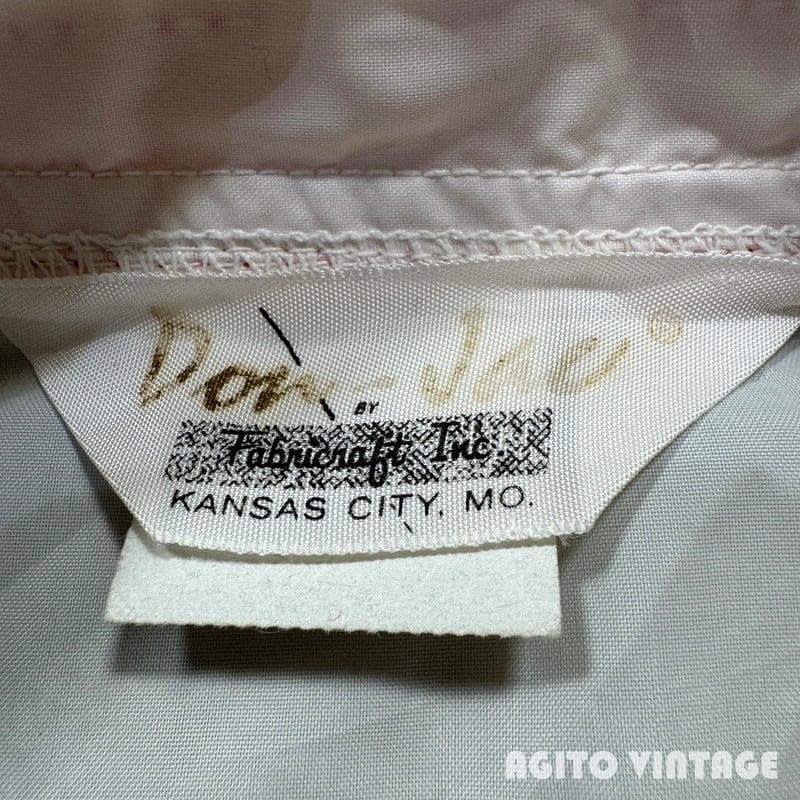 Don-Jac®
BY
Fabricraft Inc.
KANSAS CITY, MO.
AGITO VINTAGE